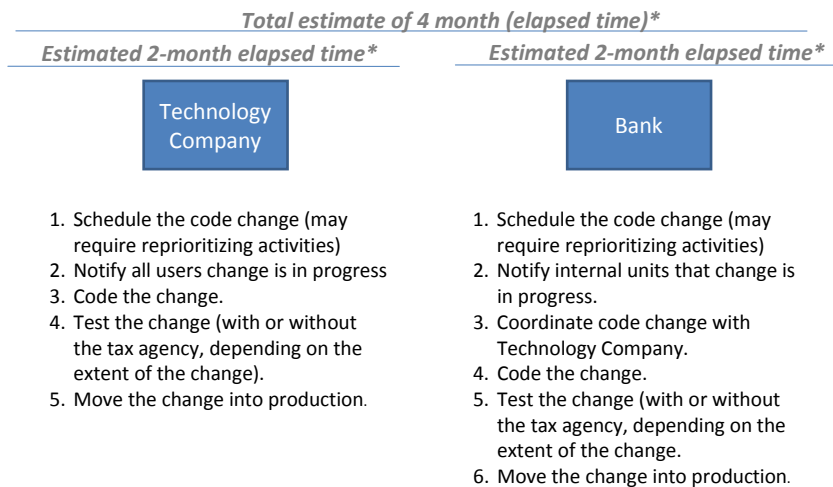 Total estimate of 4 month (elapsed time)*
Estimated 2-month elapsed time*
Technology
Company
1. Schedule the code change (may
require reprioritizing activities)
2. Notify all users change is in progress
3. Code the change.
4. Test the change (with or without
the tax agency, depending on the
extent of the change).
5. Move the change into production.
Estimated 2-month elapsed time*
Bank
1. Schedule the code change (may
require reprioritizing activities)
2. Notify internal units that change is
in progress.
3. Coordinate code change with
Technology Company.
4. Code the change.
5. Test the change (with or without
the tax agency, depending on the
extent of the change.
6. Move the change into production.